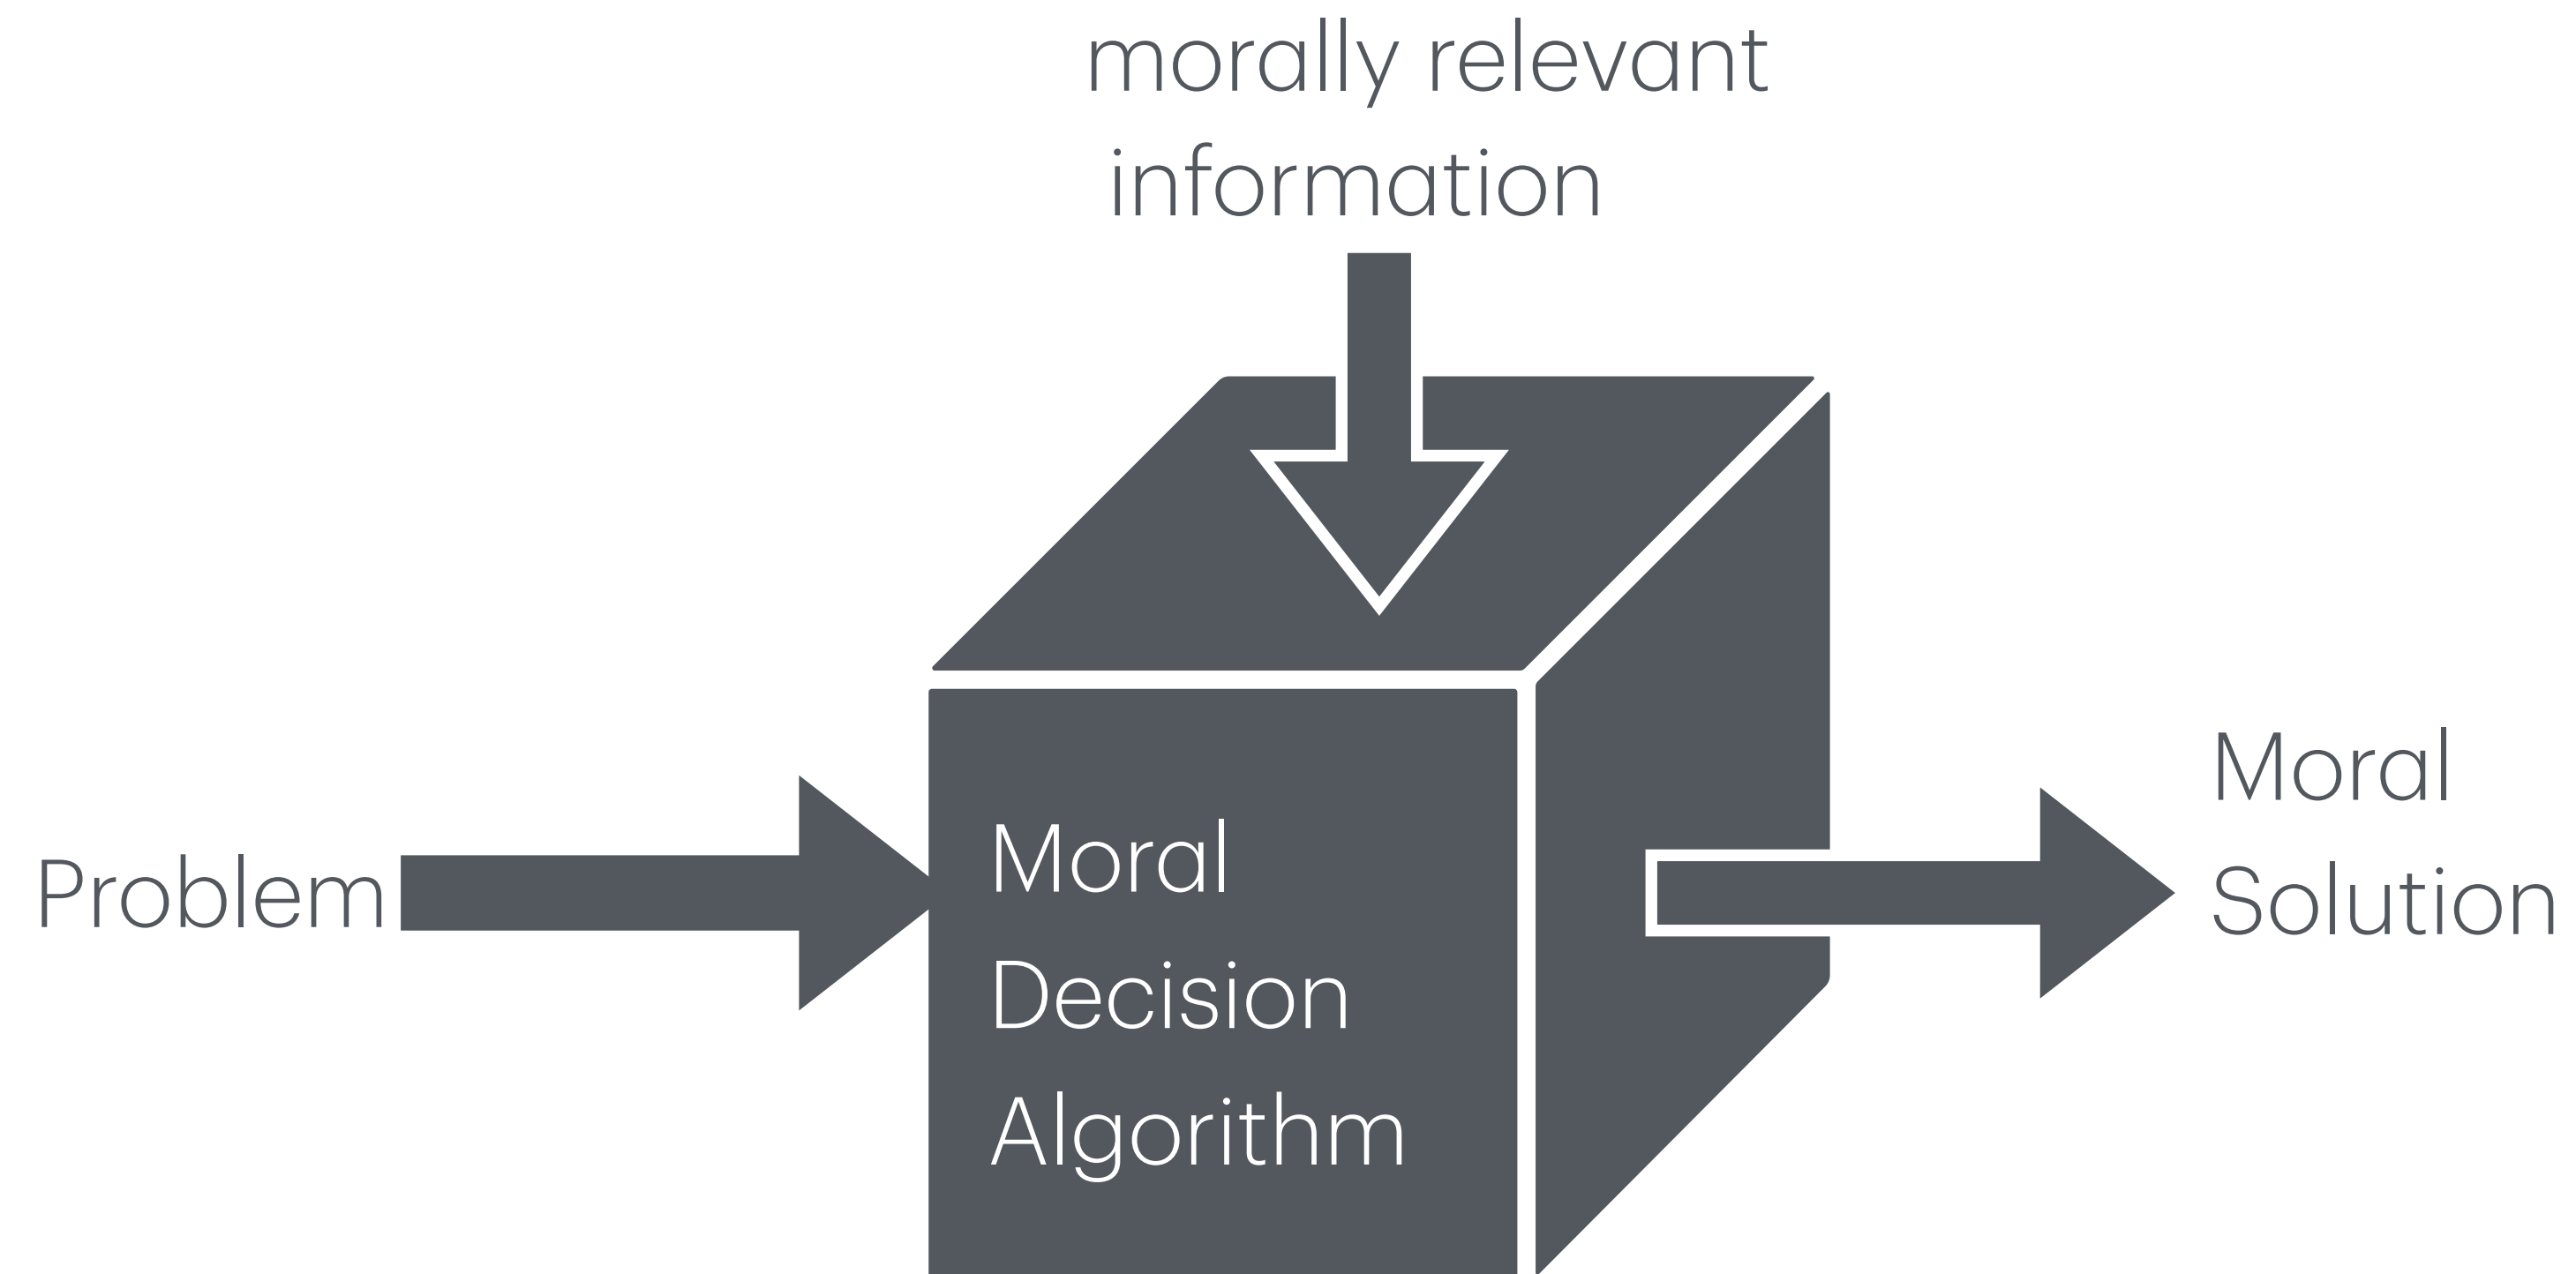 morally relevant
information
Problem
Moral
Decision
Algorithm
Moral
Solution